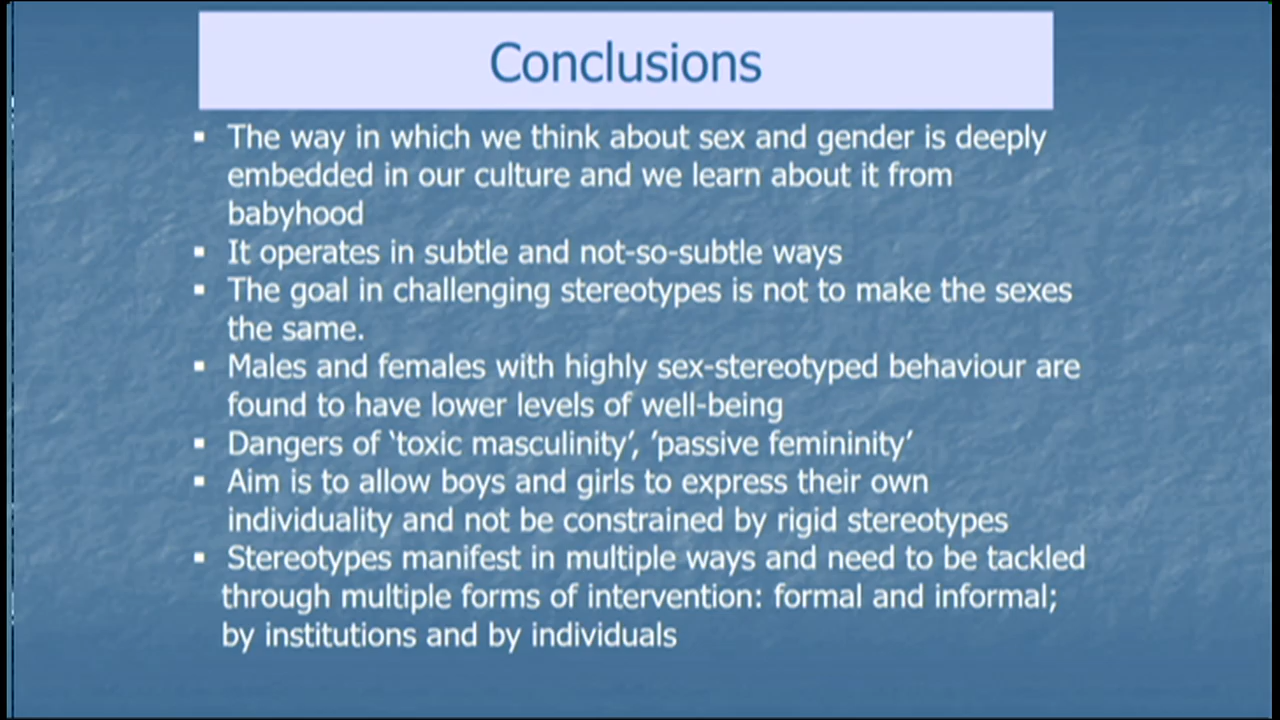 Conclusions
▪ The way in which we think about sex and gender is deeply
embedded in our culture and we learn about it from
babyhood
▪ It operates in subtle and not-so-subtle ways
▪ The goal in challenging stereotypes is not to make the sexes
the same.
▪ Males and females with highly sex-stereotyped behaviour are
found to have lower levels of well-being
▪ Dangers of ‘toxic masculinity’, ’passive femininity’
▪ Aim is to allow boys and girls to express their own
individuality and not be constrained by rigid stereotypes
▪ Stereotypes manifest in multiple ways and need to be tackled
through multiple forms of intervention: formal and informal;
by institutions and by individuals